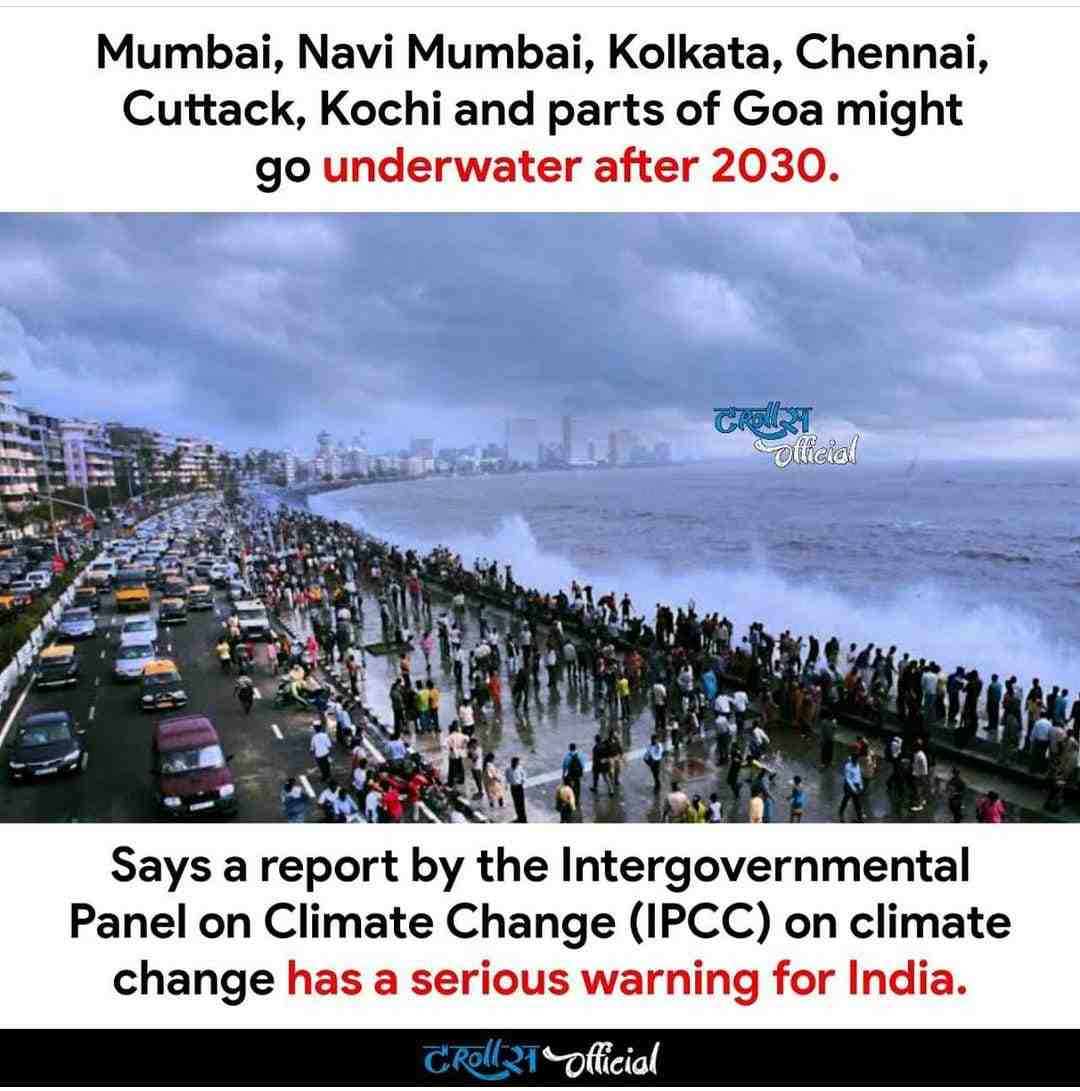 Mumbai, Navi Mumbai, Kolkata, Chennai,
Cuttack, Kochi and parts of Goa might
go underwater after 2030.
ट्रोRollर्स
official
Says a report by the Intergovernmental
Panel on Climate Change (IPCC) on climate
change has a serious warning for India.
official